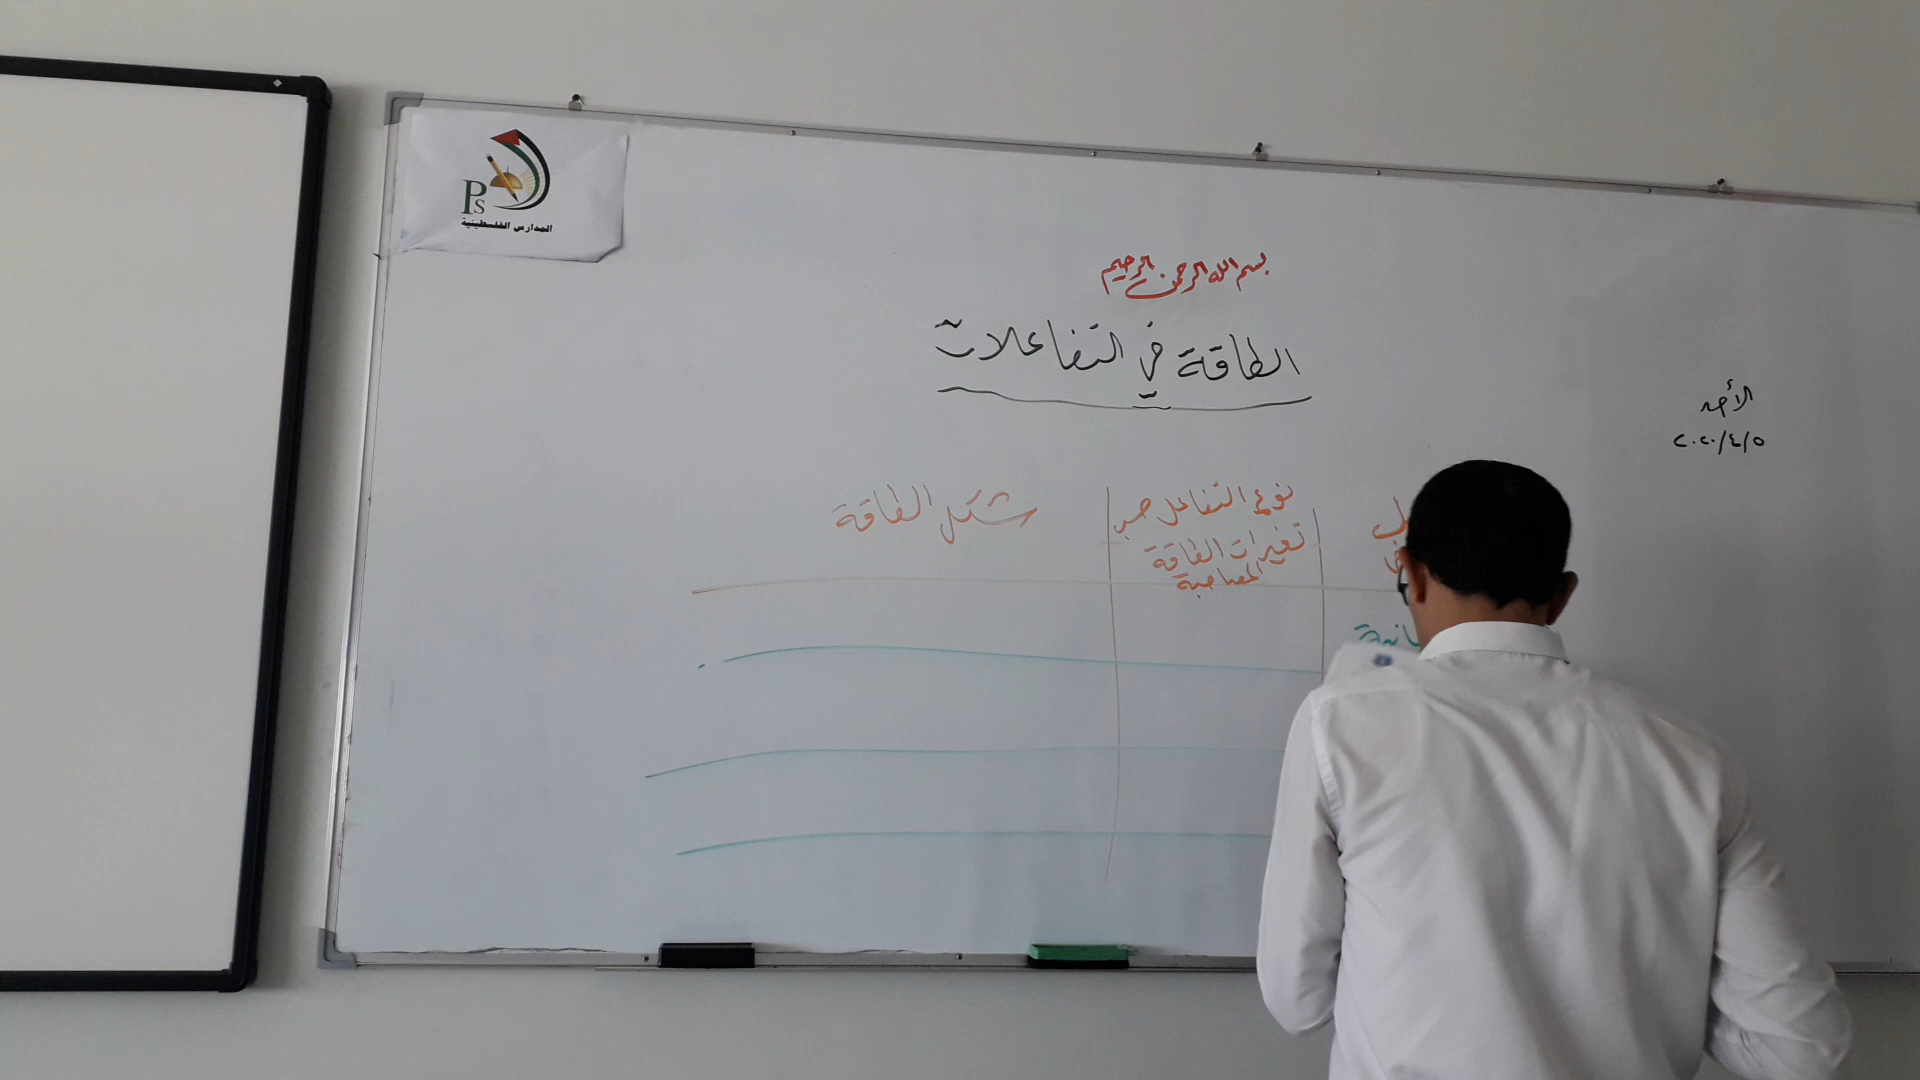 PS
المدارس الفلسطينية
بسم الله الرحمن الرحيم
الطاقة في التفاعلات
الأحد
٢٠٢٠/٤/٥
نوع التفاعل حسب
تغيرات الطاقة
المصاحبة
شكل الطاقة